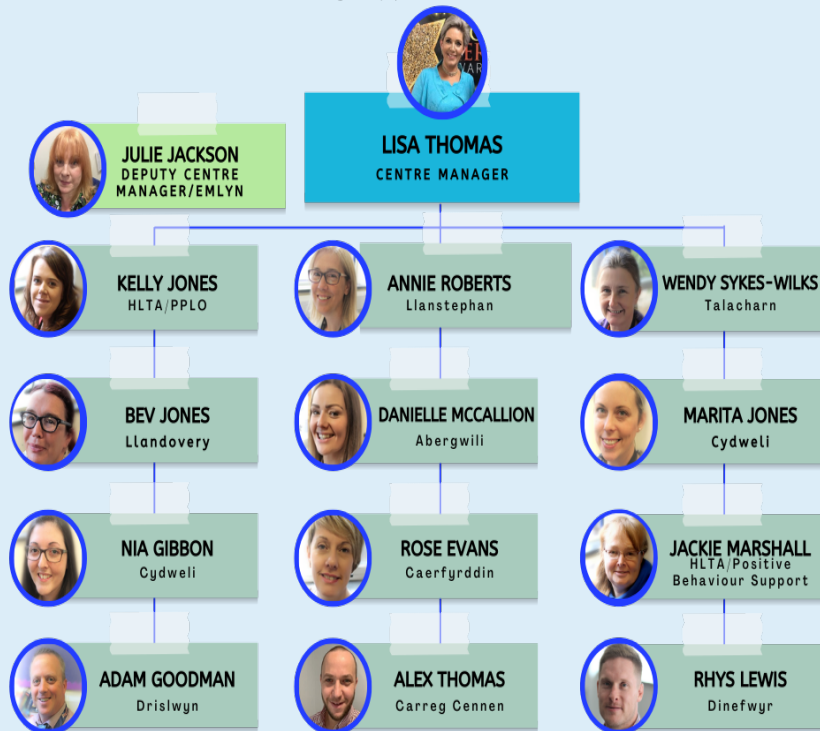 LISA THOMAS
CENTRE MANAGER
JULIE JACKSON
DEPUTY CENTRE
MANAGER/EMLYN
KELLY JONES
HLTA/PPLO
ANNIE ROBERTS
Llanstephan
WENDY SYKES-WILKS
Talacharn
BEV JONES
Llandovery
DANIELLE MCCALLION
Abergwili
MARITA JONES
Cydweli
NIA GIBBON
Cydweli
ROSE EVANS
Caerfyrddin
JACKIE MARSHALL
HLTA/Positive
Behaviour Support
ADAM GOODMAN
Drislwyn
ALEX THOMAS
Carreg Cennen
RHYS LEWIS
Dinefwyr